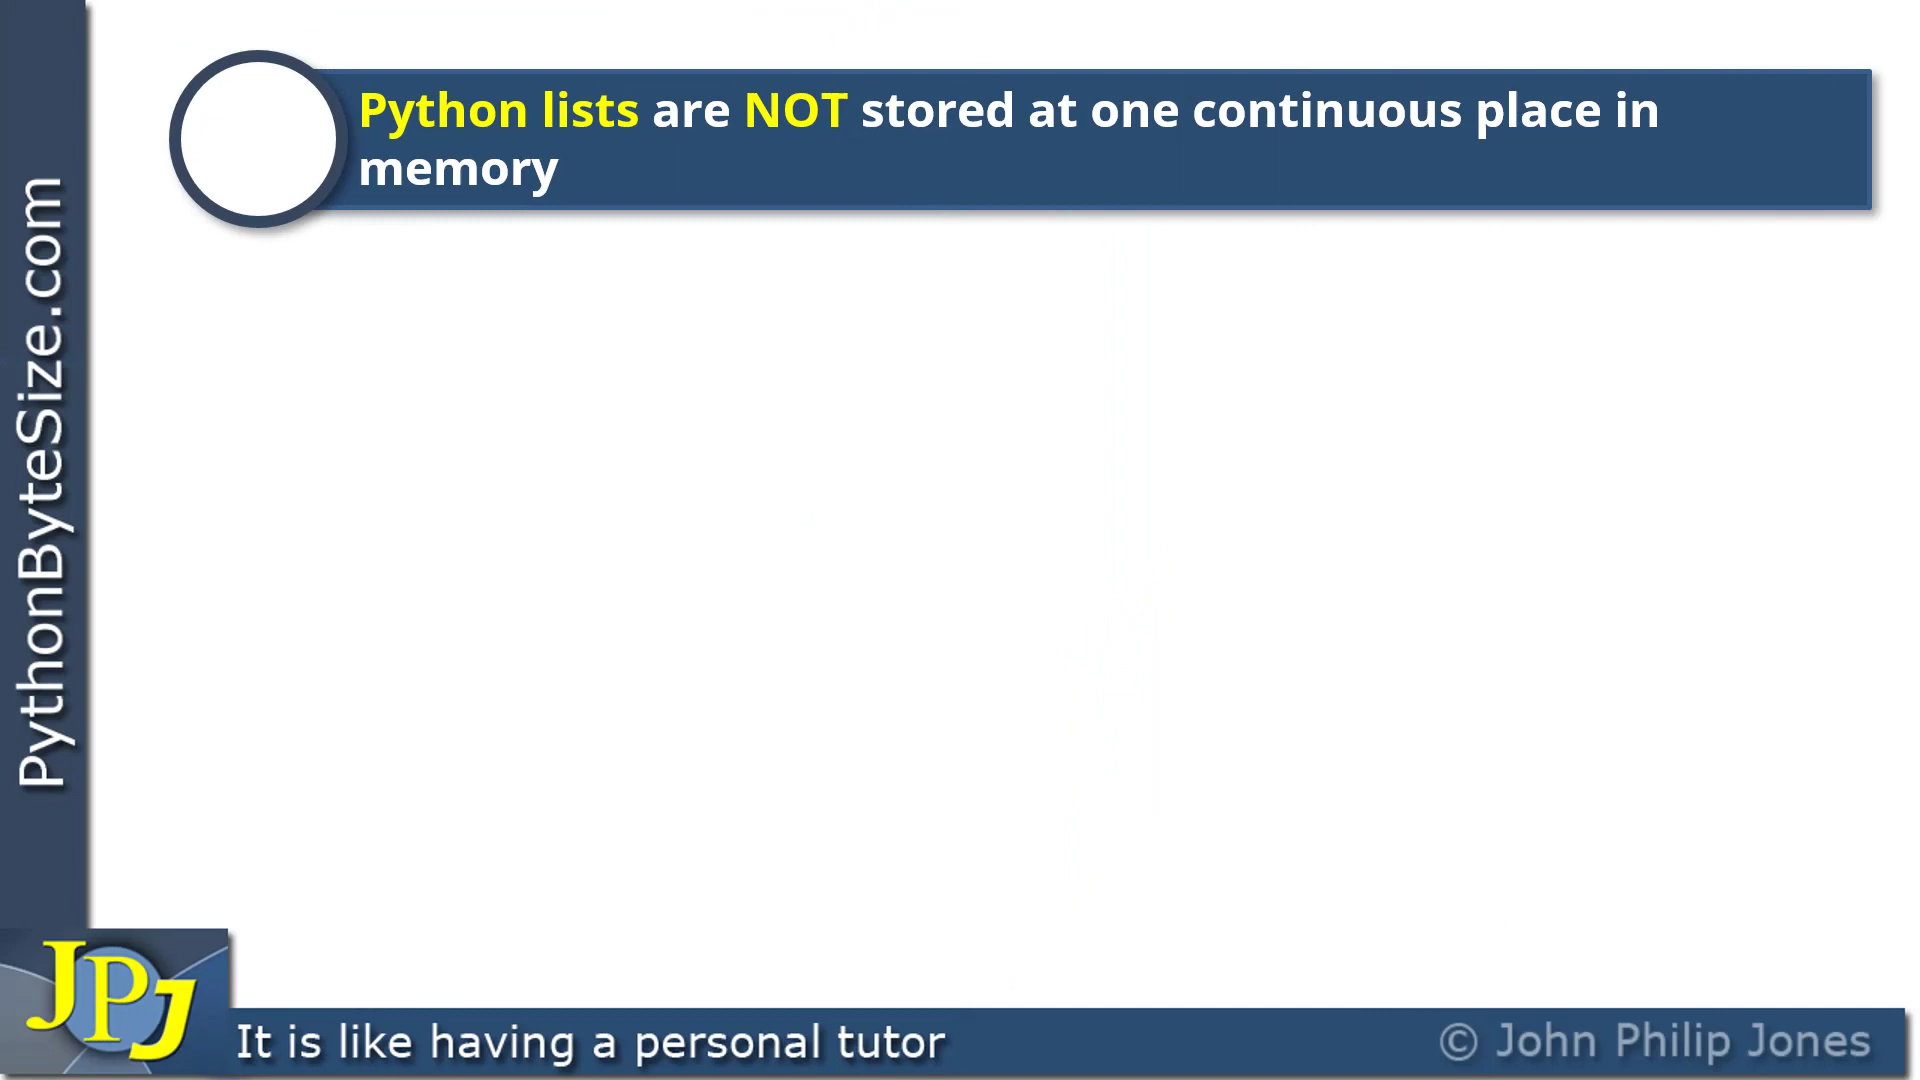 Python lists are NOT stored at one continuous place in
memory
PythonByteSize.com
JPJ
It is like having a personal tutor
© John Philip Jones